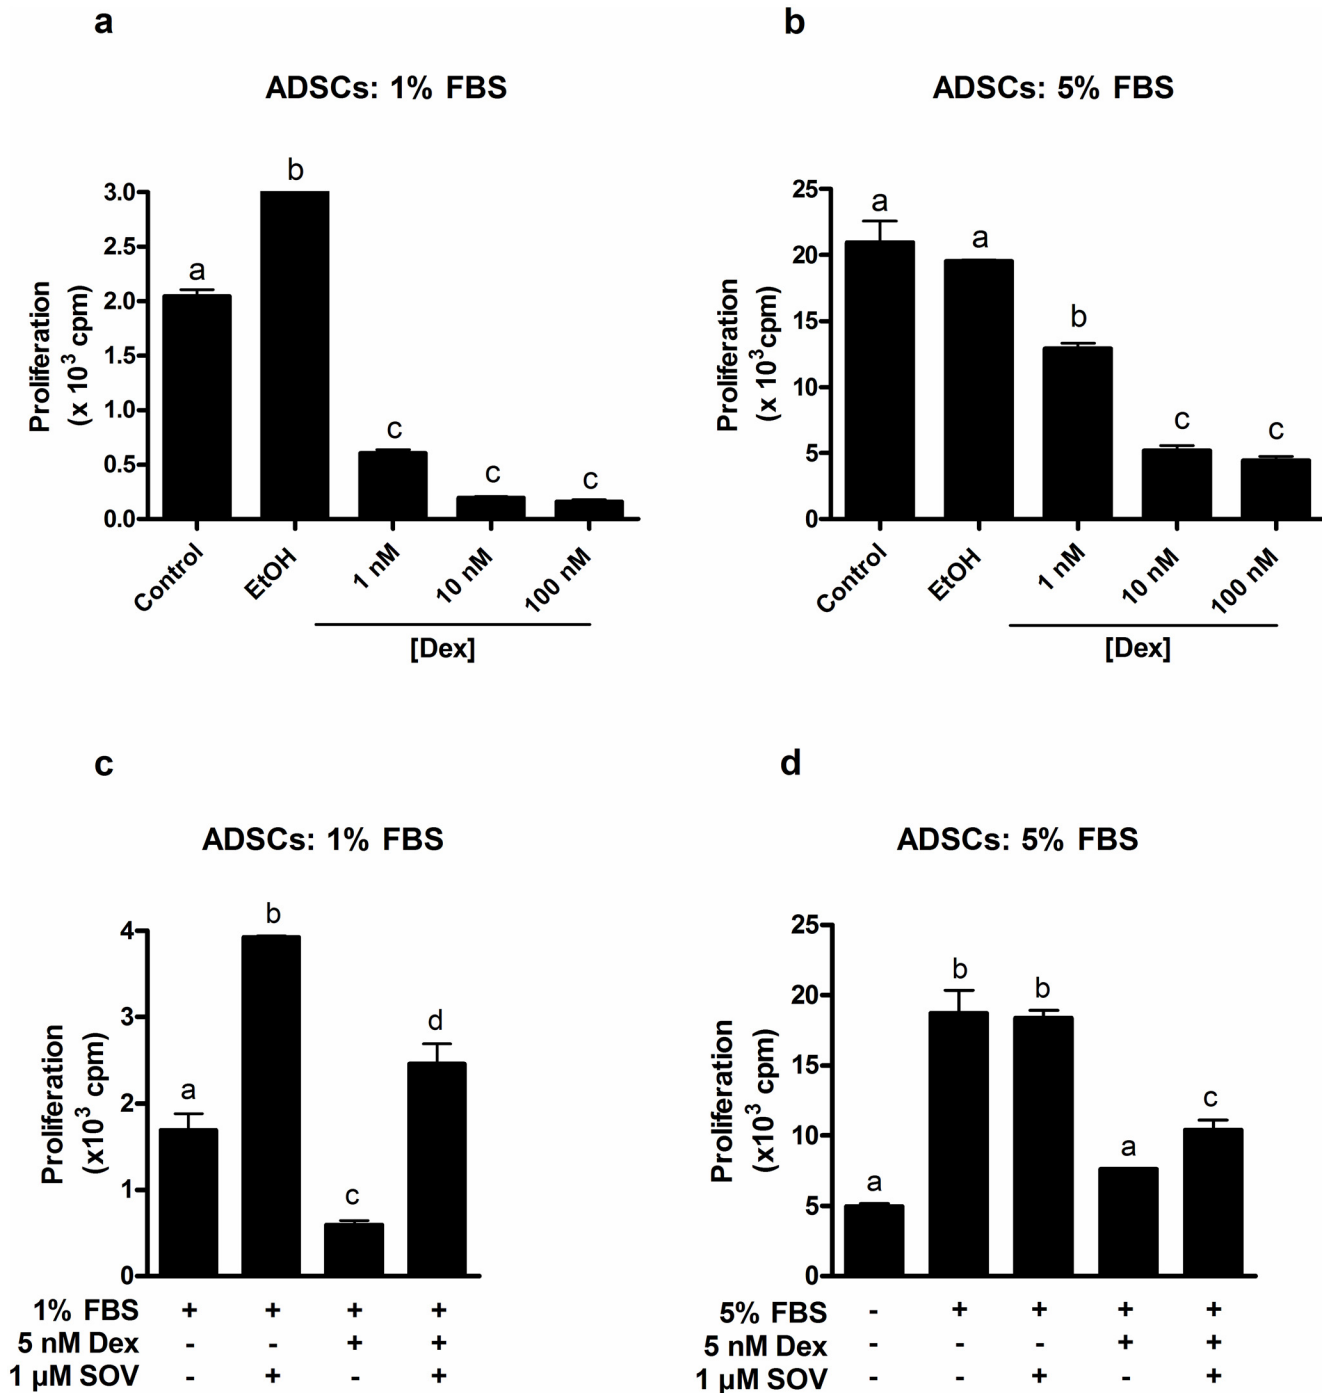 a
ADSCs: 1% FBS
Proliferation
(x 10³ cpm)
3.0
2.5
2.0
1.5
1.0
0.5
0.0
a
b
c
c
c
Control
EtOH
1 nM
10 nM
100 nM
[Dex]
b
ADSCs: 5% FBS
Proliferation
(x 10³cpm)
25
20
15
10
5
0
a
a
b
c
c
Control
EtOH
1 nM
10 nM
100 nM
[Dex]
c
ADSCs: 1% FBS
Proliferation
(x10³ cpm)
4
3
2
1
0
a
b
c
d
1% FBS + + + +
5 nM Dex - - + +
1 µM SOV - + - +
d
ADSCs: 5% FBS
Proliferation
(x10³ cpm)
25
20
15
10
5
0
a
b
b
a
c
5% FBS - + + + +
5 nM Dex - - - + +
1 µM SOV - - + - +